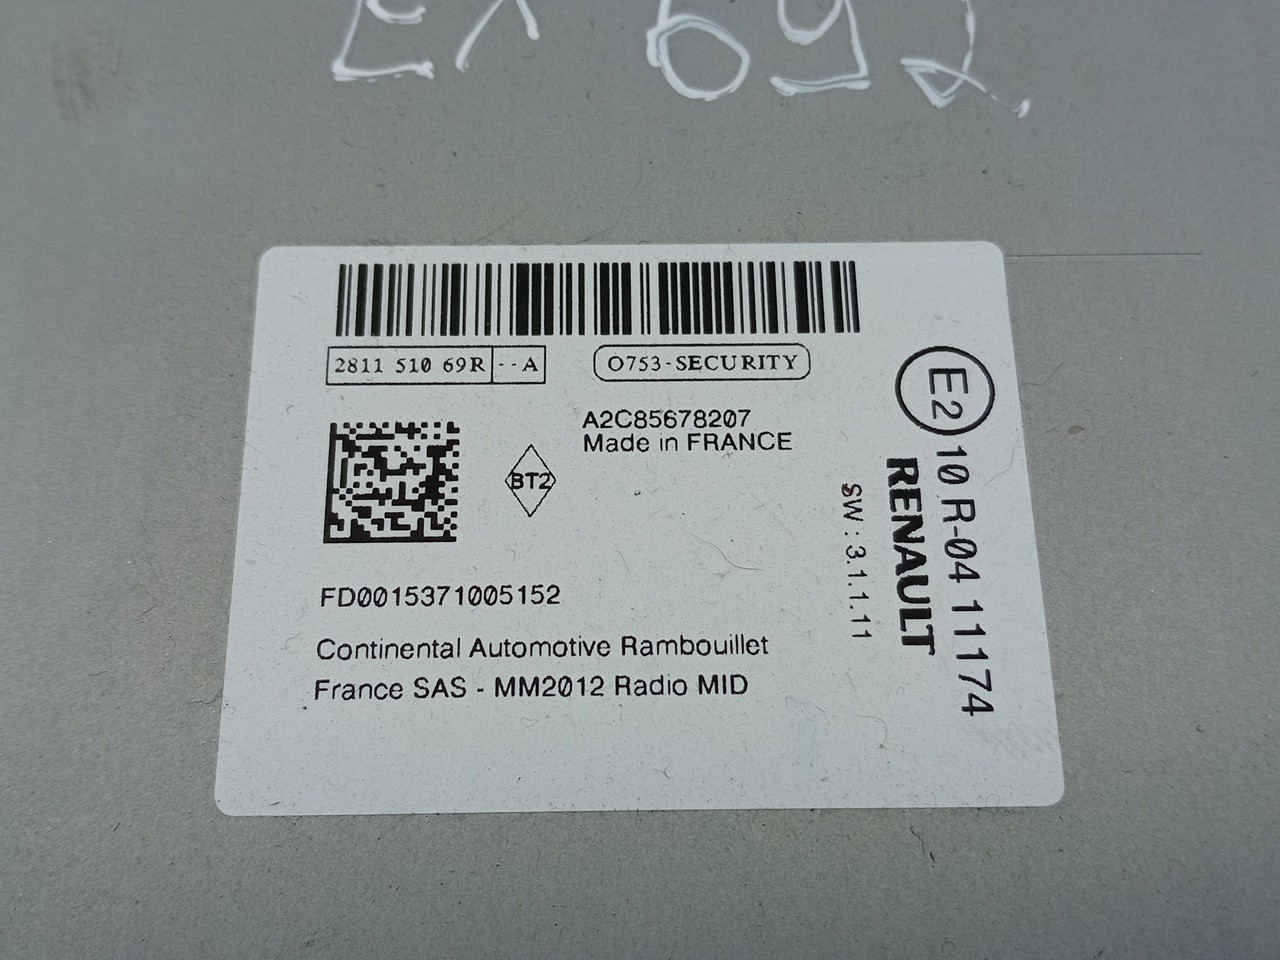 692
2811 510 69R --A
O753-SECURITY
A2C85678207
Made in FRANCE
BT2
FD0015371005152
Continental Automotive Rambouillet
France SAS - MM2012 Radio MID
E2
10 R-04 11174
RENAULT
SW : 3.1.1.11